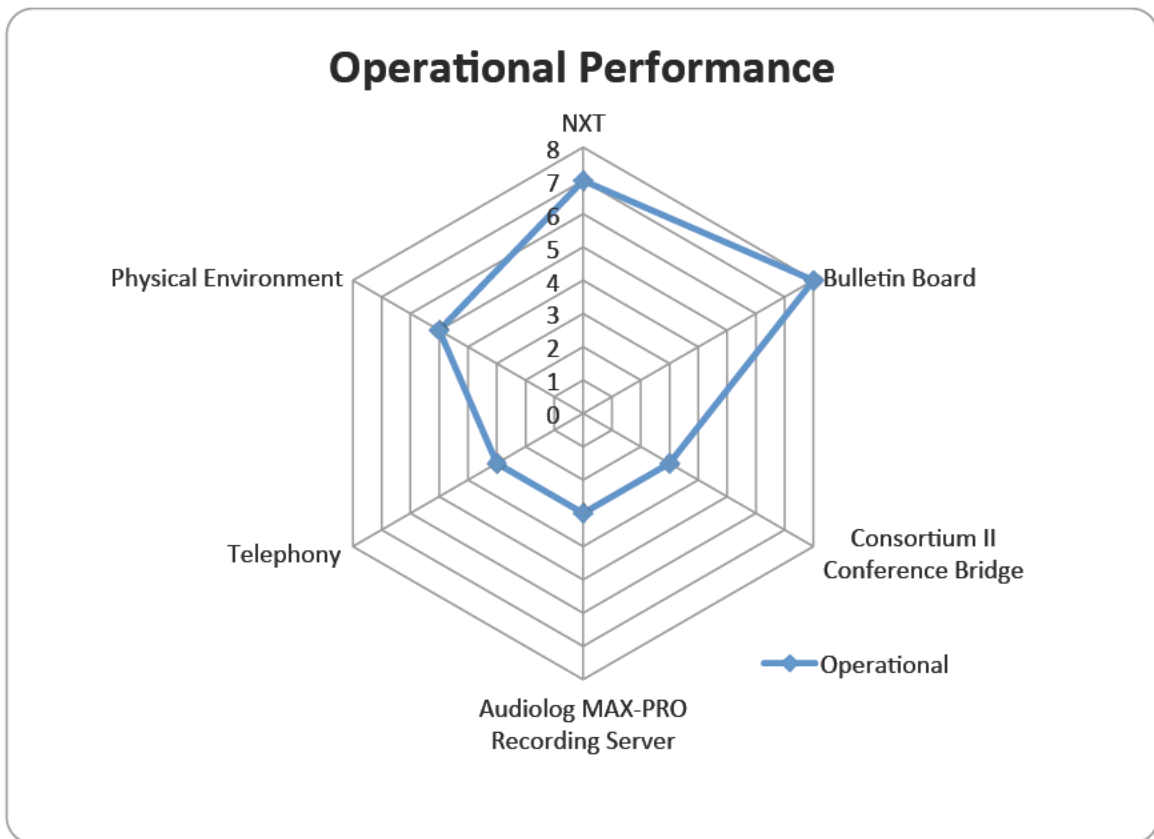 Operational Performance
NXT
8
7
6
5
4
3
2
1
0
Physical Environment
Bulletin Board
Telephony
Consortium II
Conference Bridge
Operational
Audiolog MAX-PRO
Recording Server